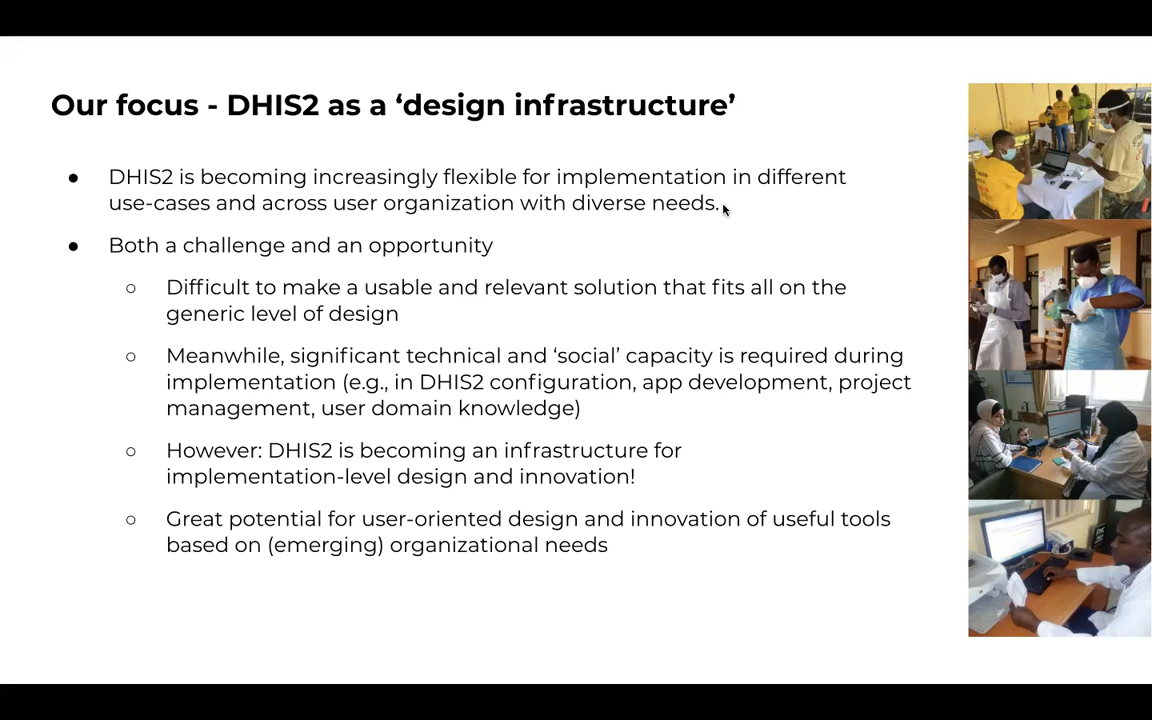 Our focus - DHIS2 as a ‘design infrastructure’
● DHIS2 is becoming increasingly flexible for implementation in different
use-cases and across user organization with diverse needs.
● Both a challenge and an opportunity
○ Difficult to make a usable and relevant solution that fits all on the
generic level of design
○ Meanwhile, significant technical and ‘social’ capacity is required during
implementation (e.g., in DHIS2 configuration, app development, project
management, user domain knowledge)
○ However: DHIS2 is becoming an infrastructure for
implementation-level design and innovation!
○ Great potential for user-oriented design and innovation of useful tools
based on (emerging) organizational needs